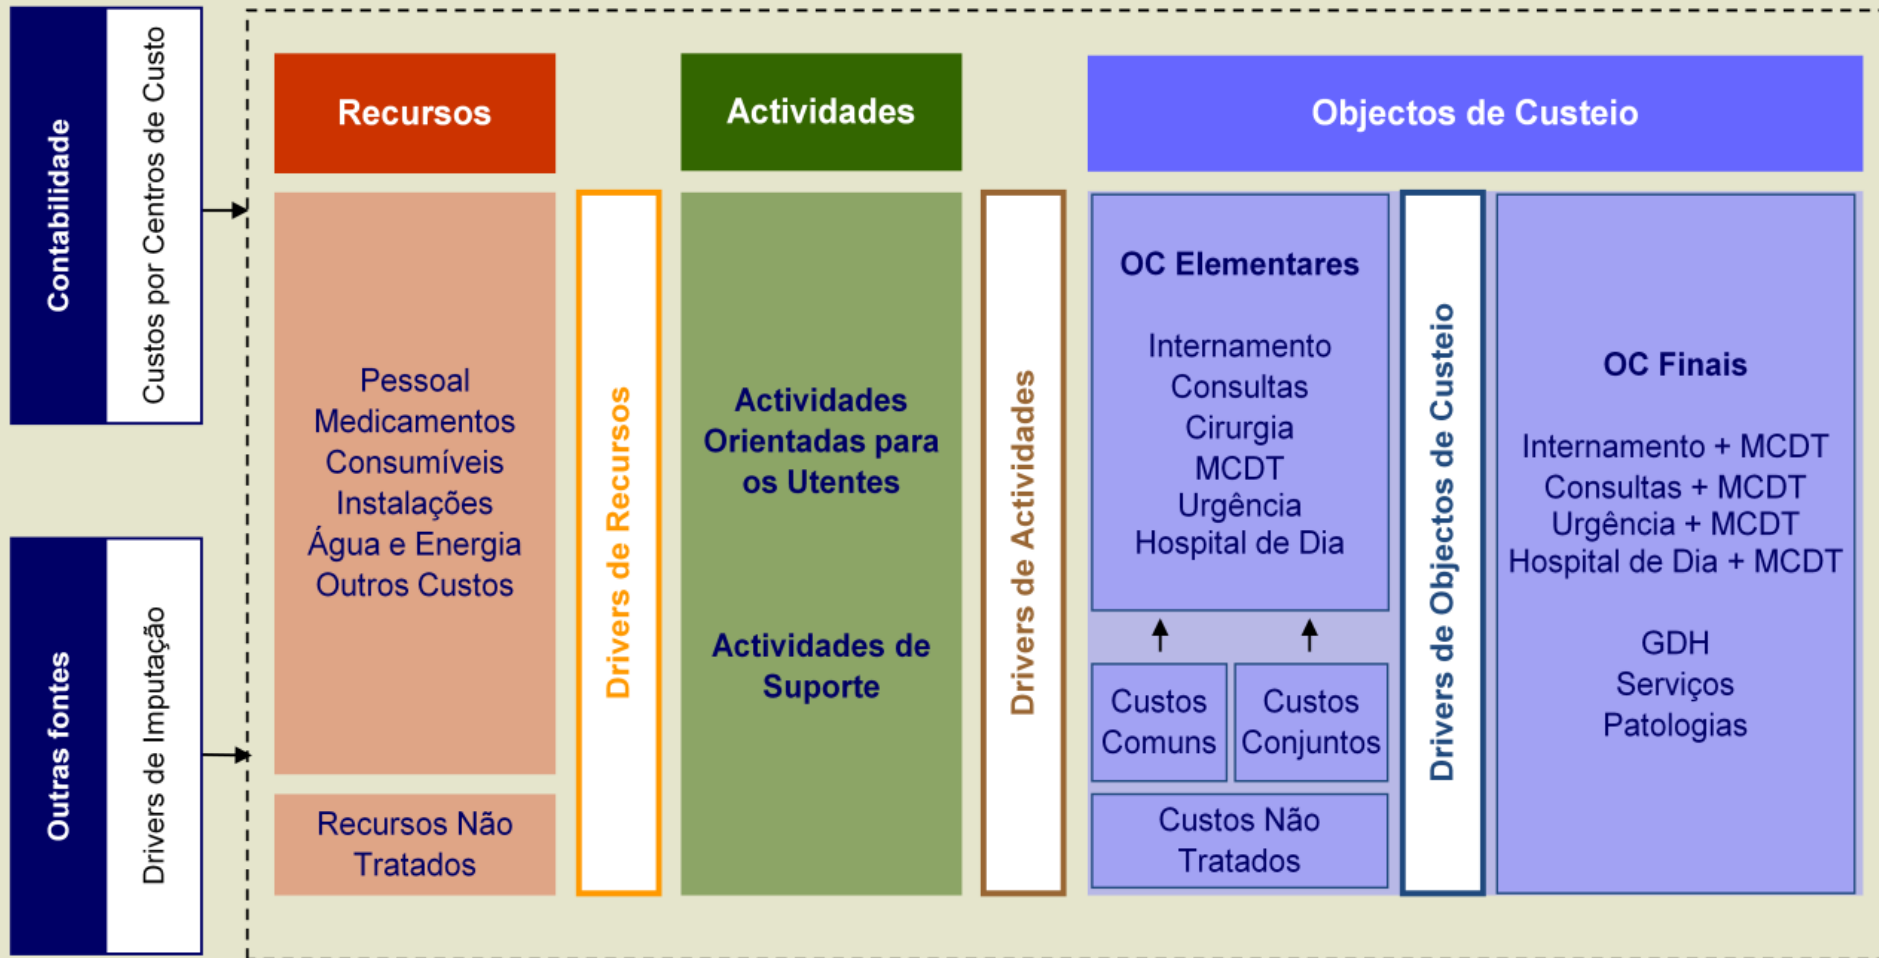 Contabilidade
Custos por Centros de Custo
Outras fontes
Drivers de Imputação
Recursos
Pessoal
Medicamentos
Consumíveis
Instalações
Água e Energia
Outros Custos
Recursos Não
Tratados
Drivers de Recursos
Actividades
Actividades
Orientadas para
os Utentes
Actividades de
Suporte
Drivers de Actividades
Objectos de Custeio
OC Elementares
Internamento
Consultas
Cirurgia
MCDT
Urgência
Hospital de Dia
Custos
Comuns
Custos
Conjuntos
Custos Não
Tratados
Drivers de Objectos de Custeio
OC Finais
Internamento + MCDT
Consultas + MCDT
Urgência + MCDT
Hospital de Dia + MCDT
GDH
Serviços
Patologias